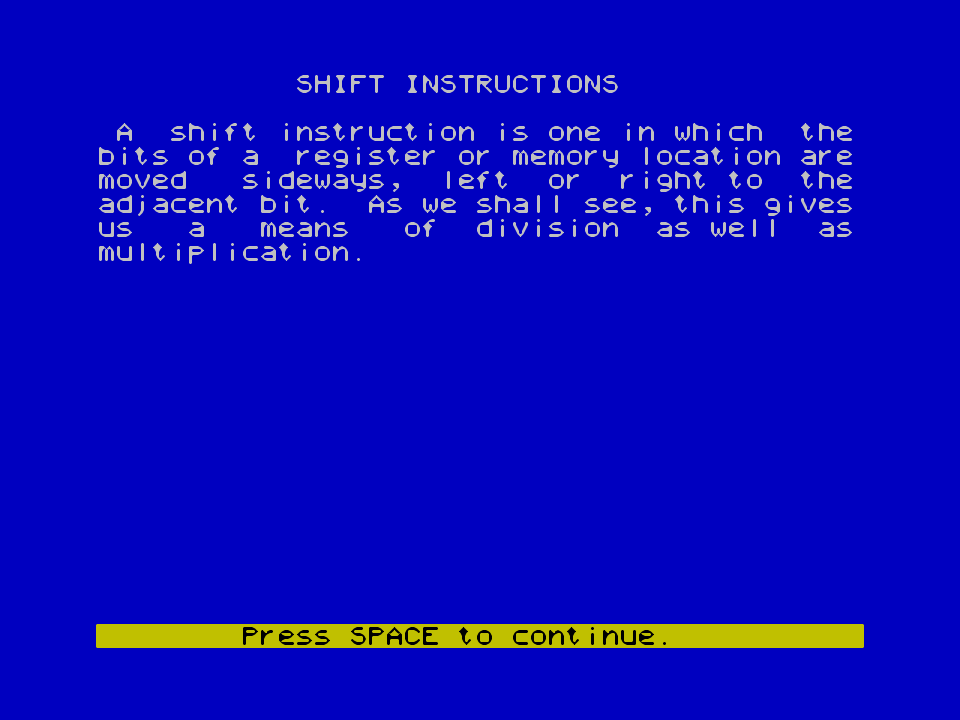 SHIFT INSTRUCTIONS
A shift instruction is one in which the
bits of a register or memory location are
moved sideways, left or right to the
adjacent bit. As we shall see, this gives
us a means of division as well as
multiplication.
Press SPACE to continue.